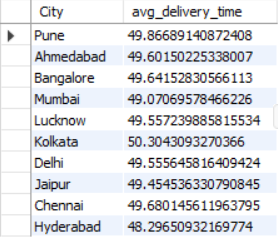 City avg_delivery_time
Pune 49.86689140872408
Ahmedabad 49.60150225338007
Bangalore 49.64152830566113
Mumbai 49.07069578466226
Lucknow 49.557239885815534
Kolkata 50.3043093270366
Delhi 49.555645816409424
Jaipur 49.454536330790845
Chennai 49.680145611963795
Hyderabad 48.29650932169774